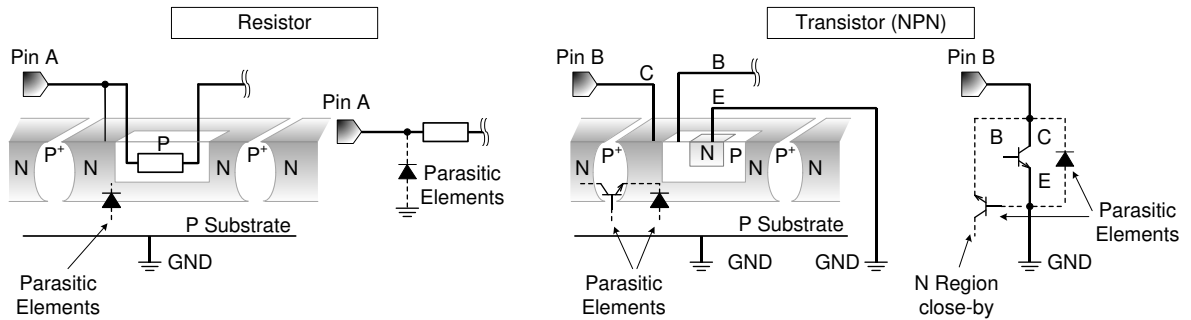 Resistor
Pin A
P
N
P+
N
P+
N
N
P Substrate
Parasitic
Elements
GND
Pin A
Parasitic
Elements
Transistor (NPN)
Pin B
C
B
E
N
P+
N
N
P
P+
N
P Substrate
Parasitic
Elements
GND
GND
Pin B
B
C
E
Parasitic
Elements
N Region
close-by
GND